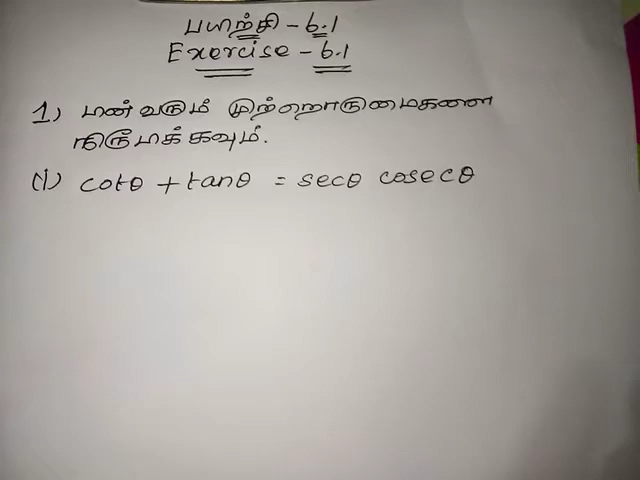 பயிற்சி - 6.1
Exercise - 6.1
1) பின் வரும் முற்றொருமைகளை
நிரூபிக்கவும்.
(i) cotθ + tanθ = secθ cosecθ